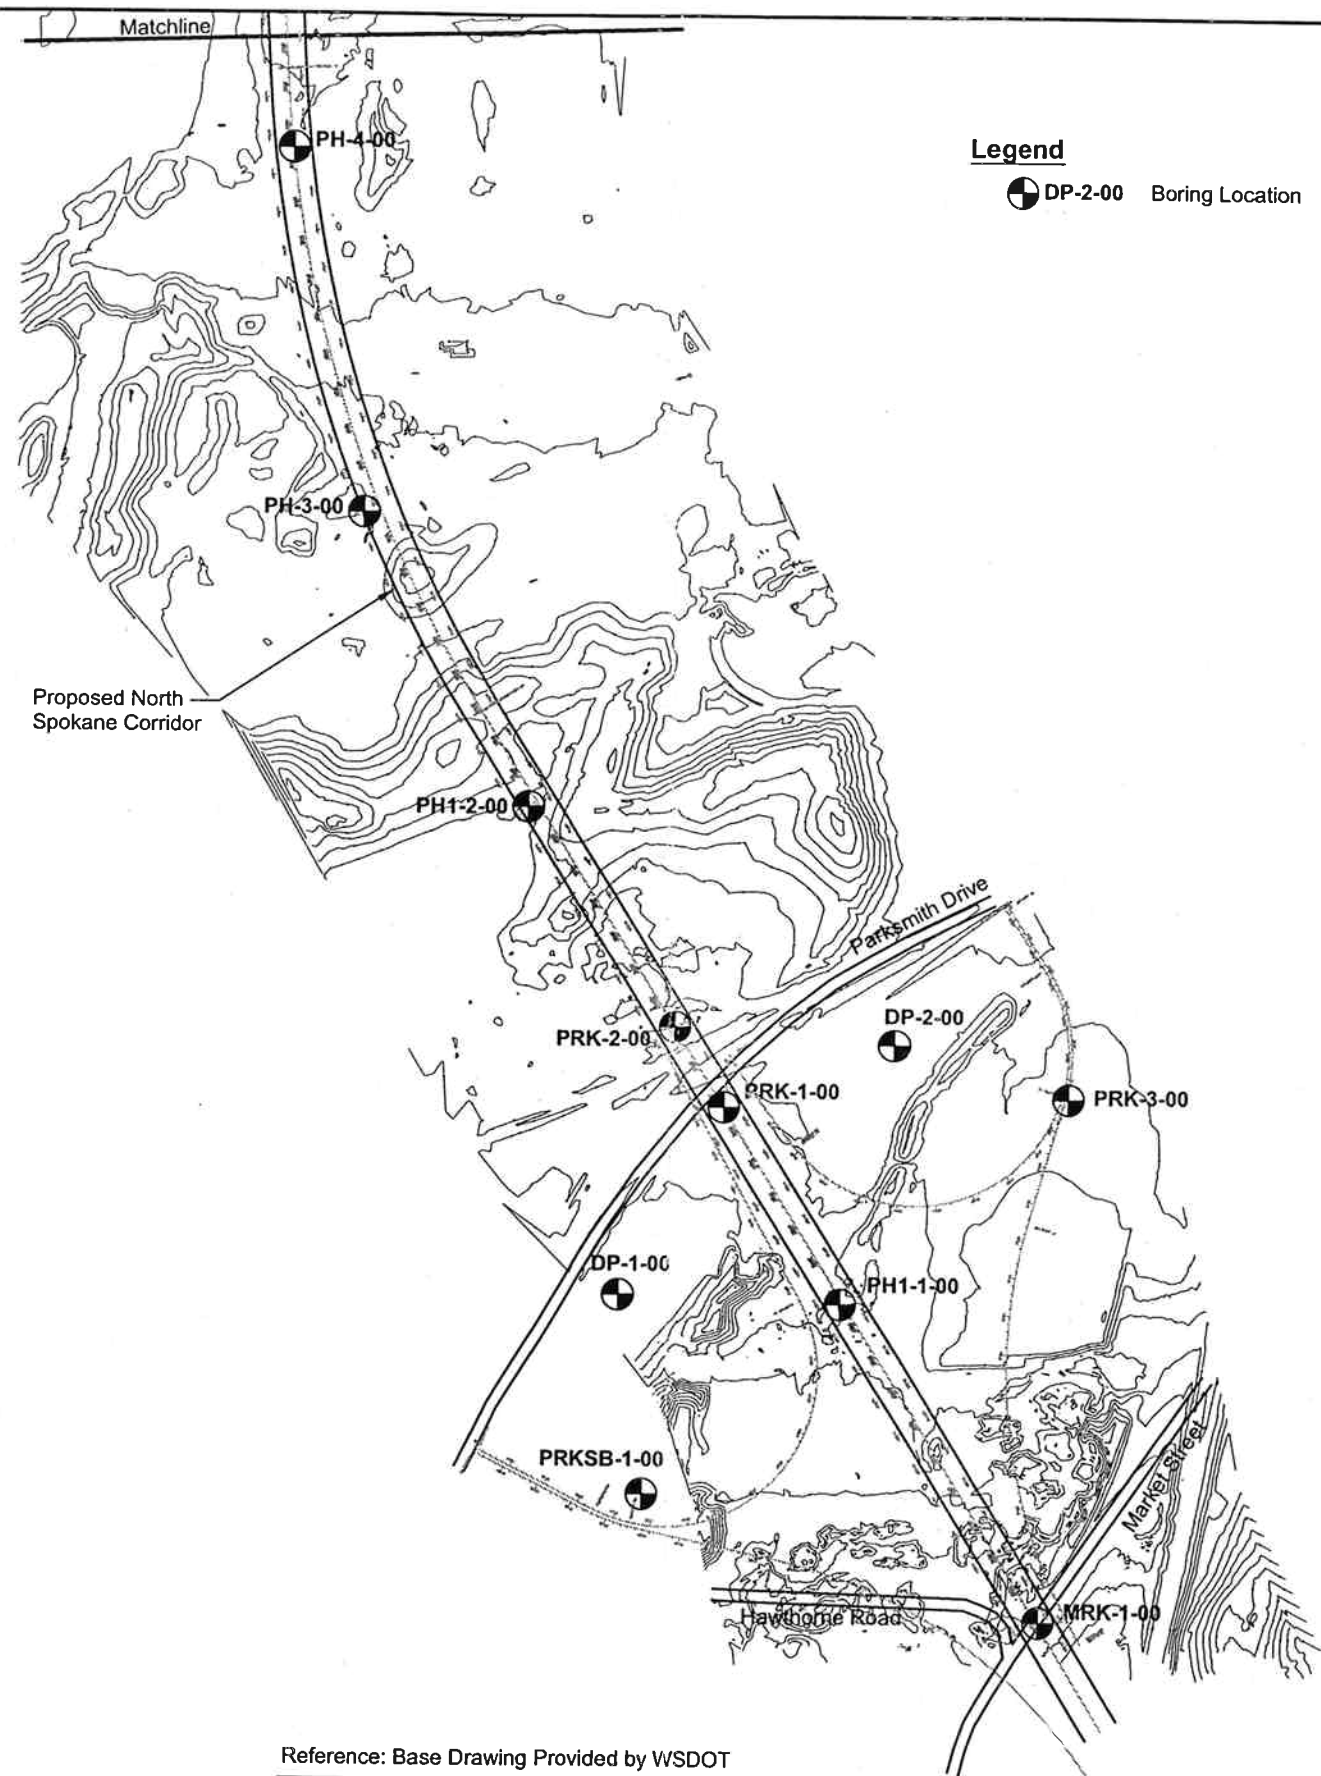 Matchline
PH-4-00
Legend
DP-2-00 Boring Location
PH-3-00
Proposed North
Spokane Corridor
PH1-2-00
Parksmith Drive
DP-2-00
PRK-2-00
PRK-1-00
PRK-3-00
DP-1-00
PH1-1-00
PRKSB-1-00
Market Street
Hawthorne Road
MRK-1-00
Reference: Base Drawing Provided by WSDOT